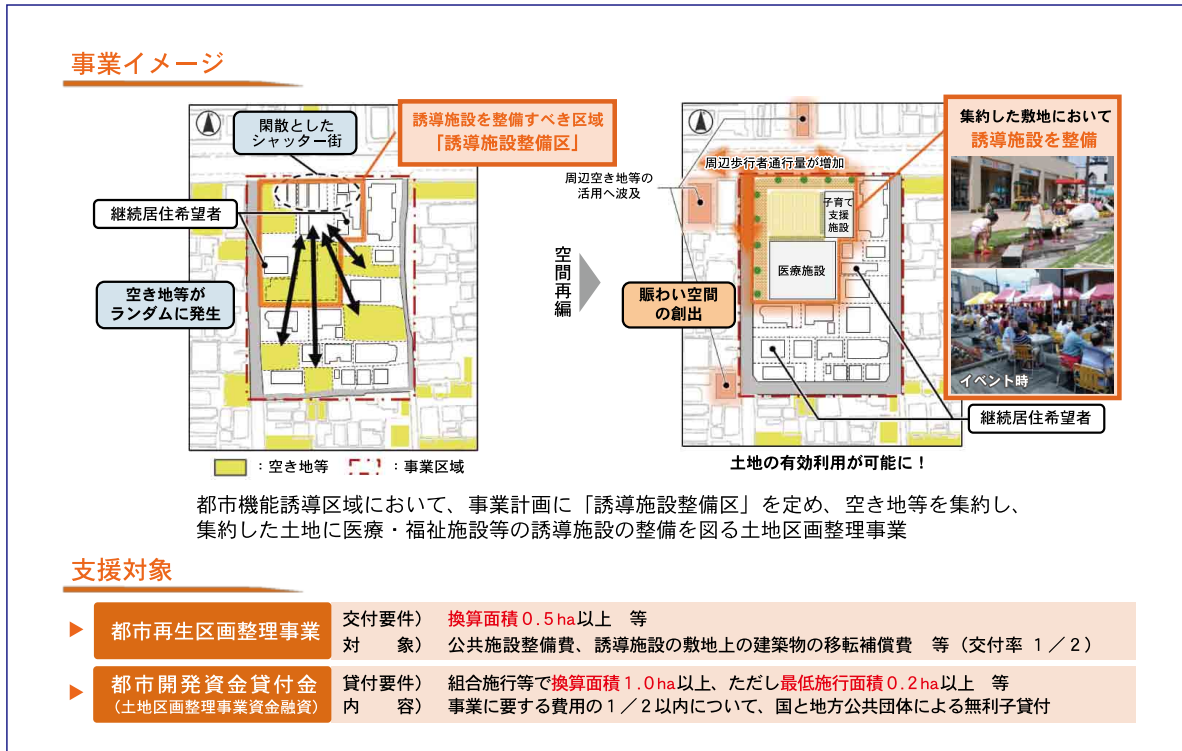 事業イメージ
閑散とした
シャッター街
誘導施設を整備すべき区域
「誘導施設整備区」
継続居住希望者
空き地等が
ランダムに発生
：空き地等
：事業区域
空間再編
周辺歩行者通行量が増加
周辺空き地等の
活用へ波及
子育て
支援
施設
医療施設
賑わい空間
の創出
集約した敷地において
誘導施設を整備
イベント時
継続居住希望者
土地の有効利用が可能に！
都市機能誘導区域において、事業計画に「誘導施設整備区」を定め、空き地等を集約し、
集約した土地に医療・福祉施設等の誘導施設の整備を図る土地区画整理事業
支援対象
都市再生区画整理事業
交付要件） 換算面積０.５ha以上　等
対　　象） 公共施設整備費、誘導施設の敷地上の建築物の移転補償費　等（交付率 １／２）
都市開発資金貸付金
（土地区画整理事業資金融資）
貸付要件） 組合施行等で換算面積１.０ha以上、ただし最低施行面積０.２ha以上　等
内　　容） 事業に要する費用の１／２以内について、国と地方公共団体による無利子貸付